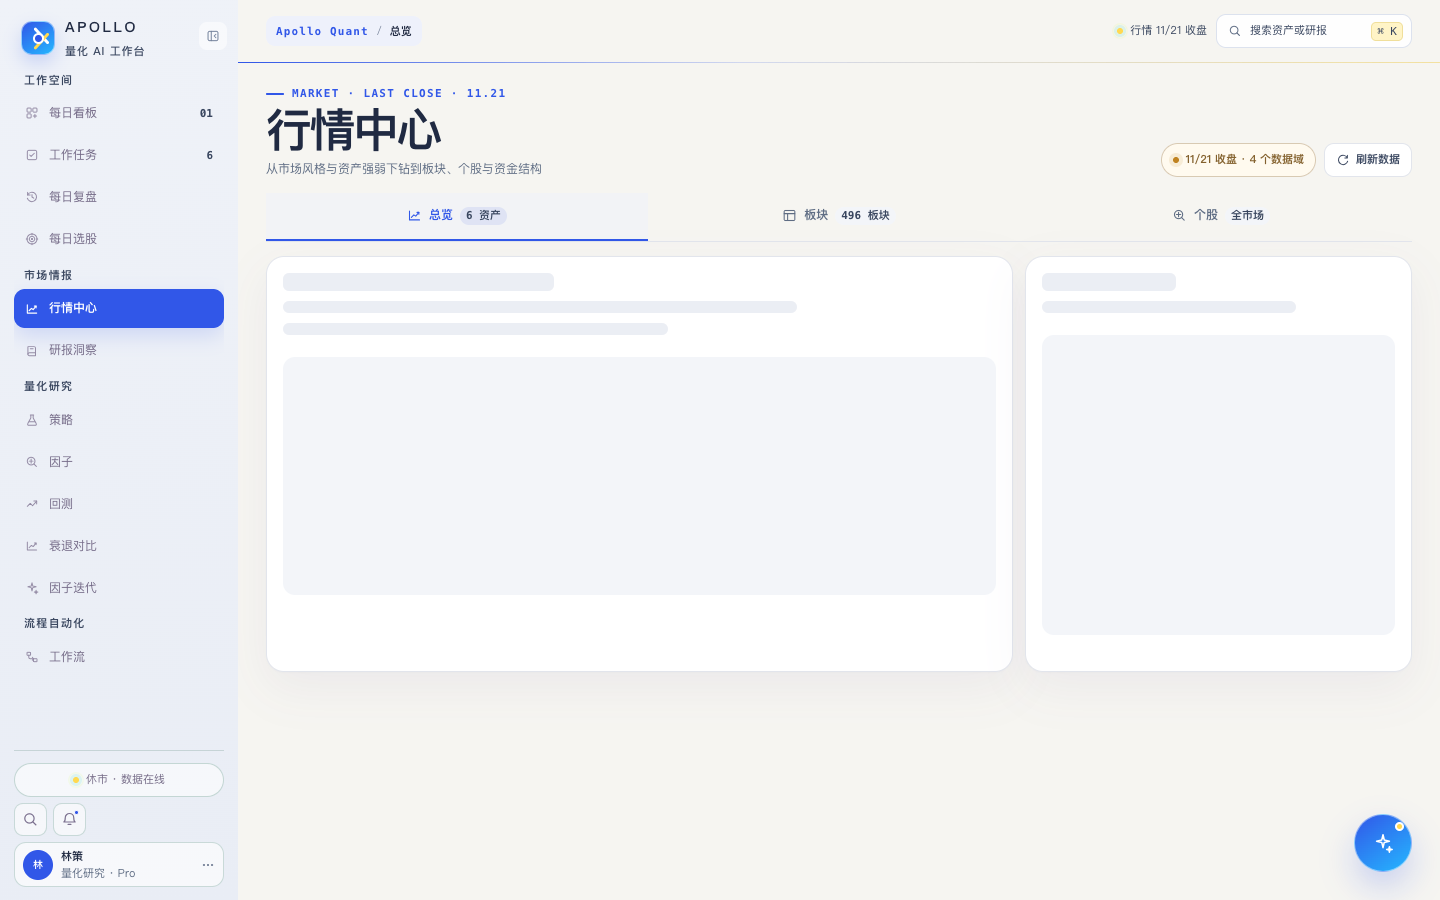 APOLLO
量化 AI 工作台
工作空间
每日看板 01
工作任务 6
每日复盘
每日选股
市场情报
行情中心
研报洞察
量化研究
策略
因子
回测
衰退对比
因子迭代
流程自动化
工作流
休市 · 数据在线
林
林策
量化研究 · Pro
Apollo Quant / 总览
行情 11/21 收盘
搜索资产或研报
⌘ K
MARKET · LAST CLOSE · 11.21
行情中心
从市场风格与资产强弱下钻到板块、个股与资金结构
11/21 收盘 · 4 个数据域
刷新数据
总览 6 资产
板块 496 板块
个股 全市场